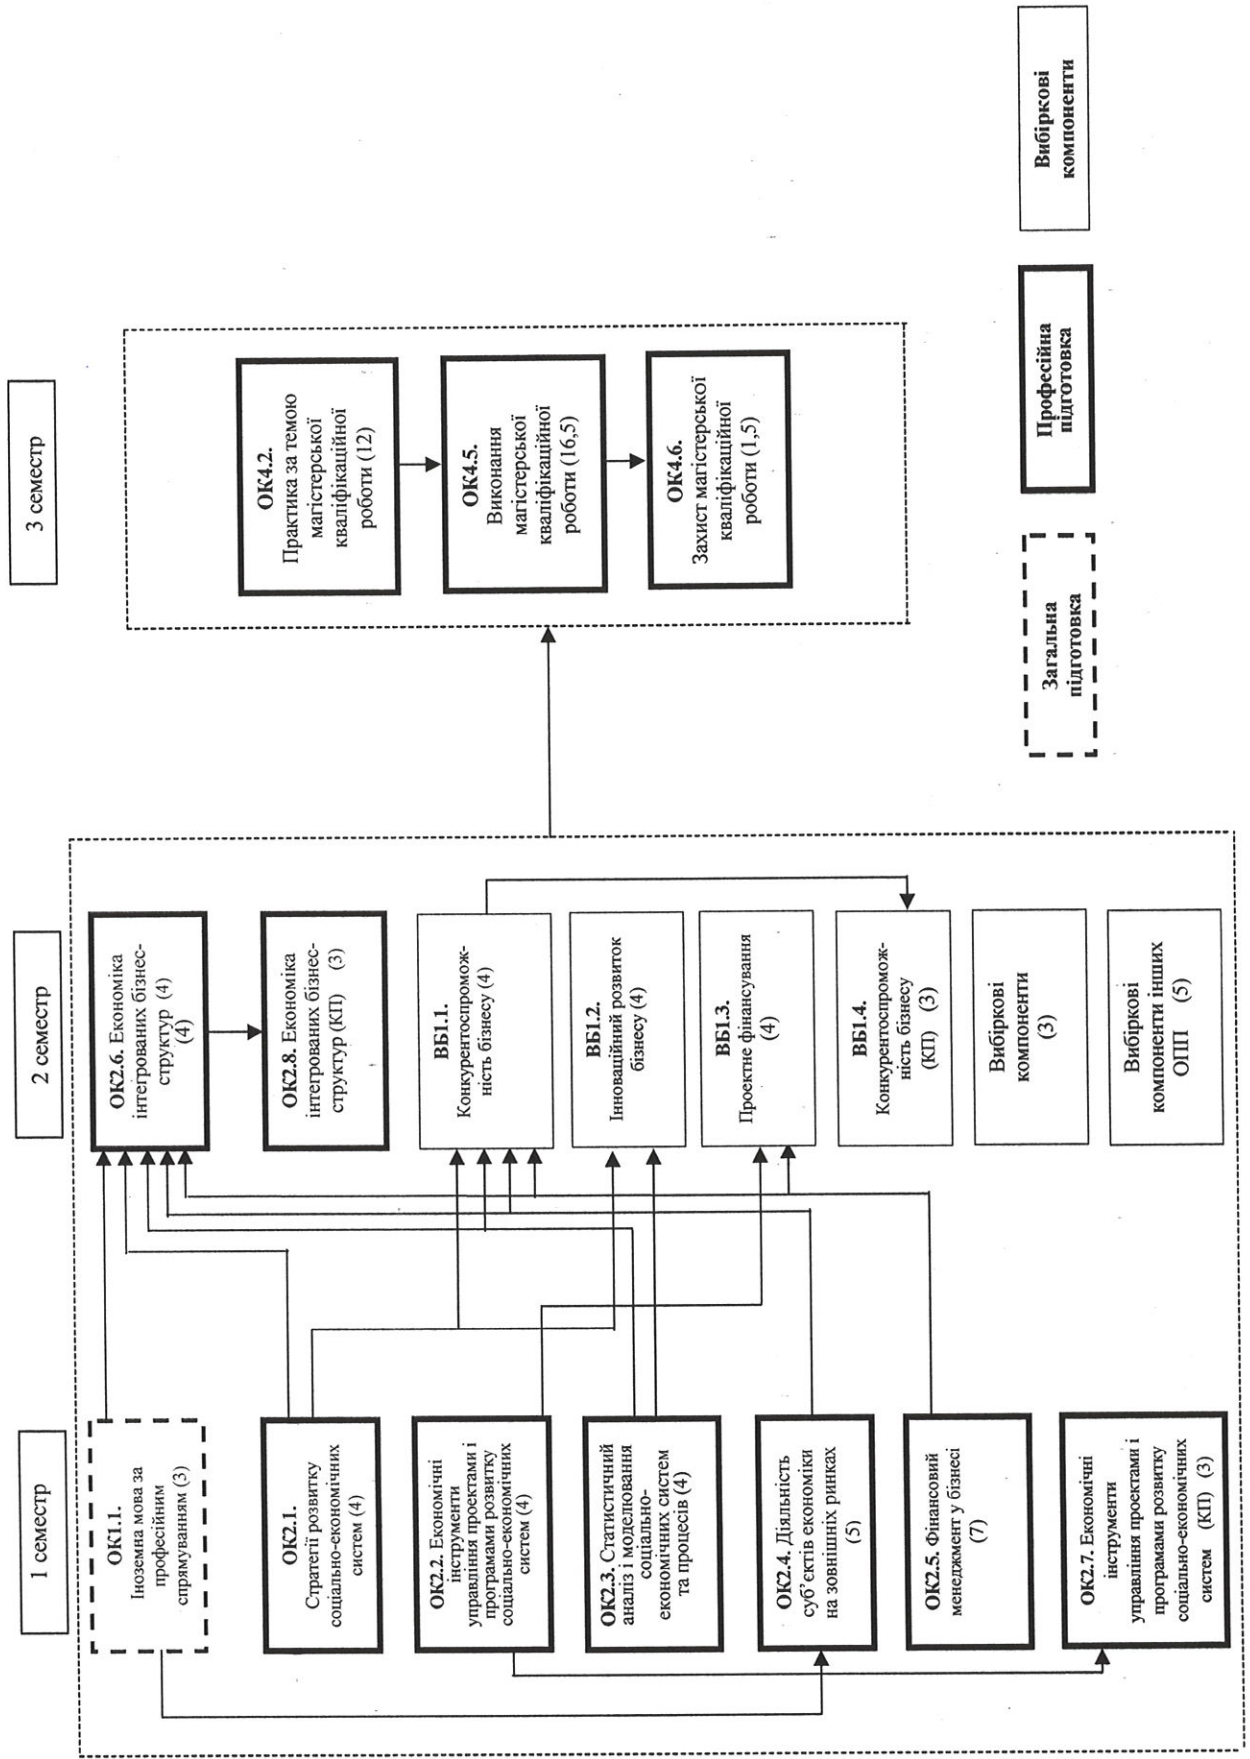 1 семестр
ОК1.1.
Іноземна мова за
професійним
спрямуванням (3)
ОК2.1.
Стратегії розвитку
соціально-економічних
систем (4)
ОК2.2. Економічні
інструменти
управління проектами і
програмами розвитку
соціально-економічних
систем (4)
ОК2.3. Статистичний
аналіз і моделювання
соціально-
економічних систем
та процесів (4)
ОК2.4. Діяльність
суб’єктів економіки
на зовнішніх ринках
(5)
ОК2.5. Фінансовий
менеджмент у бізнесі
(7)
ОК2.7. Економічні
інструменти
управління проектами і
програмами розвитку
соціально-економічних
систем (КП) (3)
2 семестр
ОК2.6. Економіка
інтегрованих бізнес-
структур (4)
(4)
ОК2.8. Економіка
інтегрованих бізнес-
структур (КП) (3)
ВБ1.1.
Конкурентоспромож-
ність бізнесу (4)
ВБ1.2.
Інноваційний розвиток
бізнесу (4)
ВБ1.3.
Проектне фінансування
(4)
ВБ1.4.
Конкурентоспромож-
ність бізнесу
(КП) (3)
Вибіркові
компоненти
(3)
Вибіркові
компоненти інших
ОПП (5)
3 семестр
ОК4.2.
Практика за темою
магістерської
кваліфікаційної
роботи (12)
ОК4.5.
Виконання
магістерської
кваліфікаційної
роботи (16,5)
ОК4.6.
Захист магістерської
кваліфікаційної
роботи (1,5)
Загальна
підготовка
Професійна
підготовка
Вибіркові
компоненти